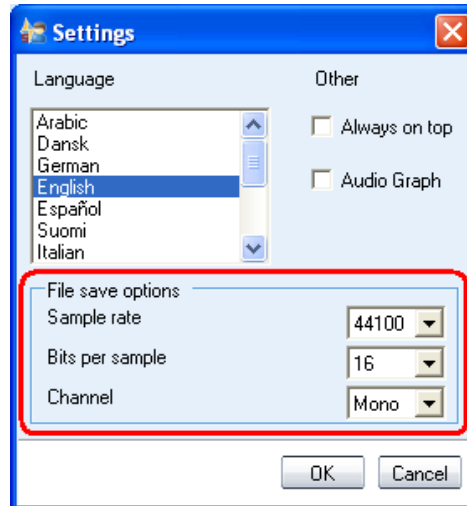 Settings
Language
Other
Arabic
Dansk
German
English
Español
Suomi
Italian
Always on top
Audio Graph
File save options
Sample rate
44100
Bits per sample
16
Channel
Mono
OK
Cancel